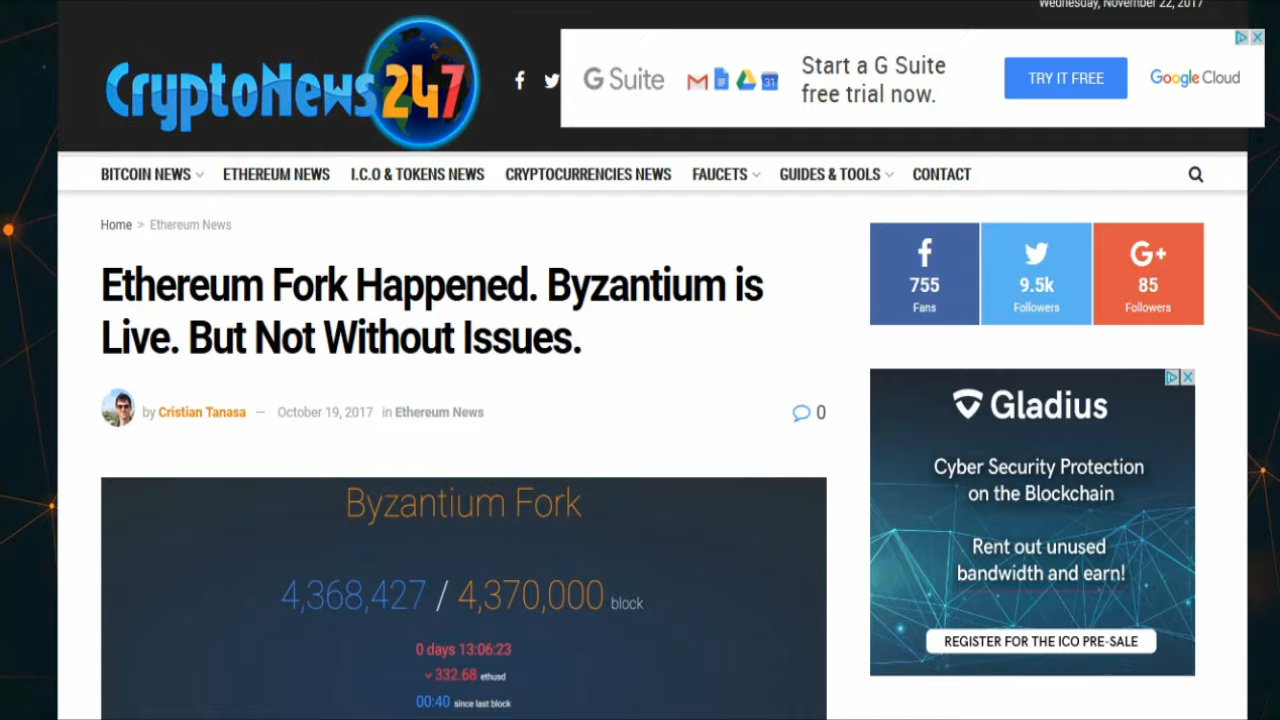 Wednesday, November 22, 2017
CryptoNews 247
G Suite
31
Start a G Suite
free trial now.
TRY IT FREE
Google Cloud
BITCOIN NEWS
ETHEREUM NEWS
I.C.O & TOKENS NEWS
CRYPTOCURRENCIES NEWS
FAUCETS
GUIDES & TOOLS
CONTACT
Home > Ethereum News
Ethereum Fork Happened. Byzantium is
Live. But Not Without Issues.
by Cristian Tanasa — October 19, 2017 in Ethereum News
0
Byzantium Fork
4,368,427 / 4,370,000 block
0 days 13:06:23
332.68 ethusd
00:40 since last block
755
Fans
9.5k
Followers
G+
85
Followers
Gladius
Cyber Security Protection
on the Blockchain
Rent out unused
bandwidth and earn!
REGISTER FOR THE ICO PRE-SALE